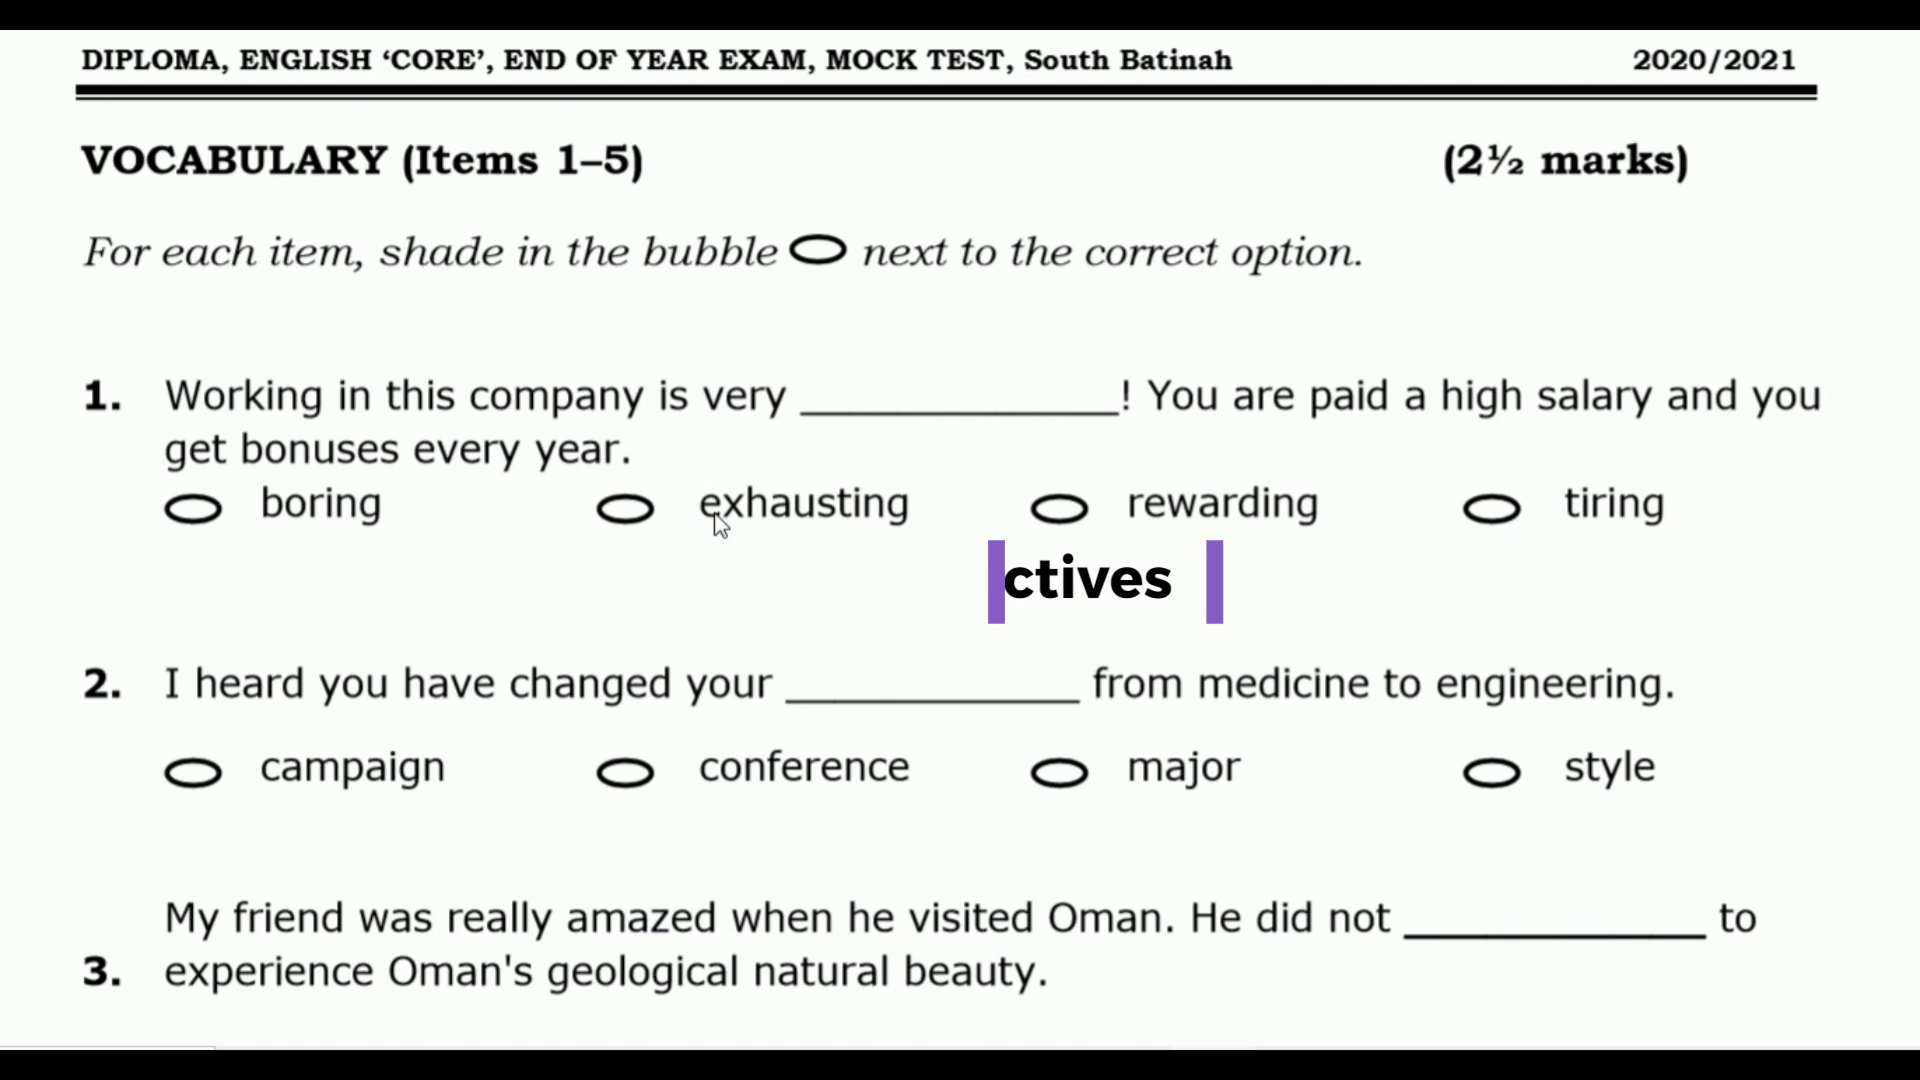 DIPLOMA, ENGLISH ‘CORE’, END OF YEAR EXAM, MOCK TEST, South Batinah 2020/2021
VOCABULARY (Items 1–5) (2½ marks)
For each item, shade in the bubble next to the correct option.
1. Working in this company is very _______________! You are paid a high salary and you
get bonuses every year.
boring exhausting rewarding tiring
ctives
2. I heard you have changed your ______________ from medicine to engineering.
campaign conference major style
My friend was really amazed when he visited Oman. He did not ______________ to
3. experience Oman's geological natural beauty.